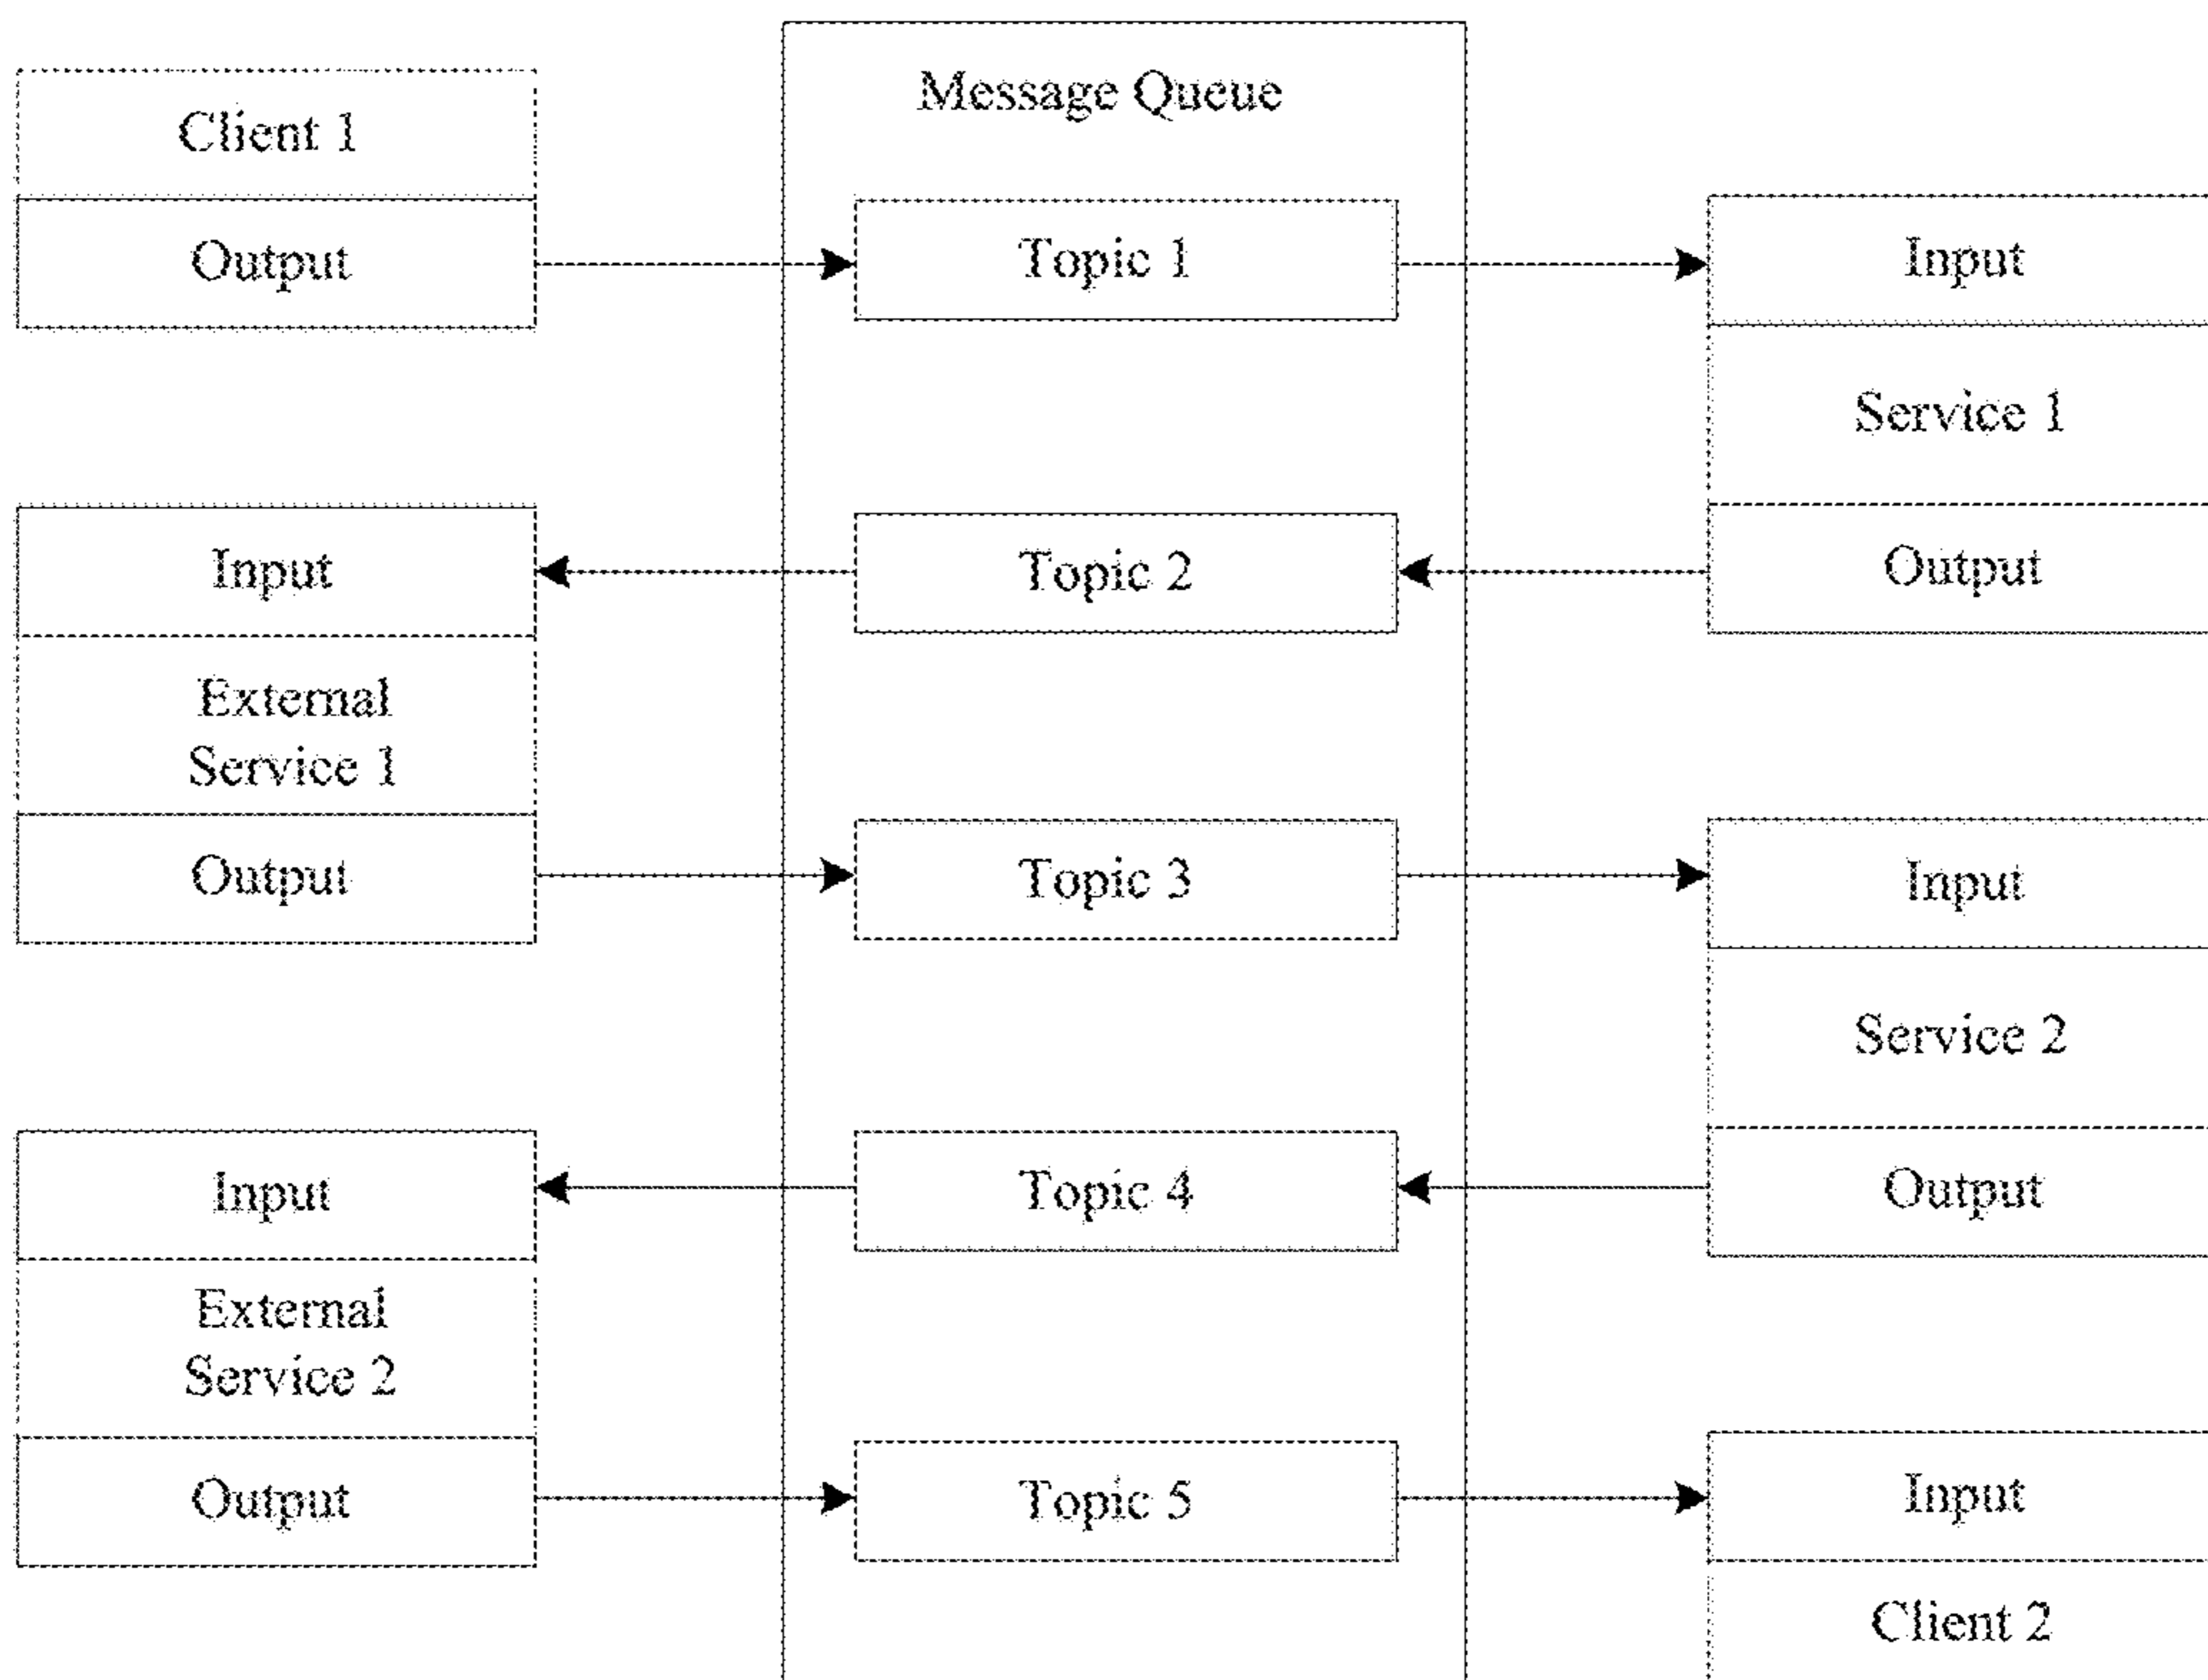 Message Queue
Client 1
Output
Topic 1
Input
Service 1
Input
Topic 2
Output
External
Service 1
Output
Topic 3
Input
Service 2
Input
Topic 4
Output
External
Service 2
Output
Topic 5
Input
Client 2